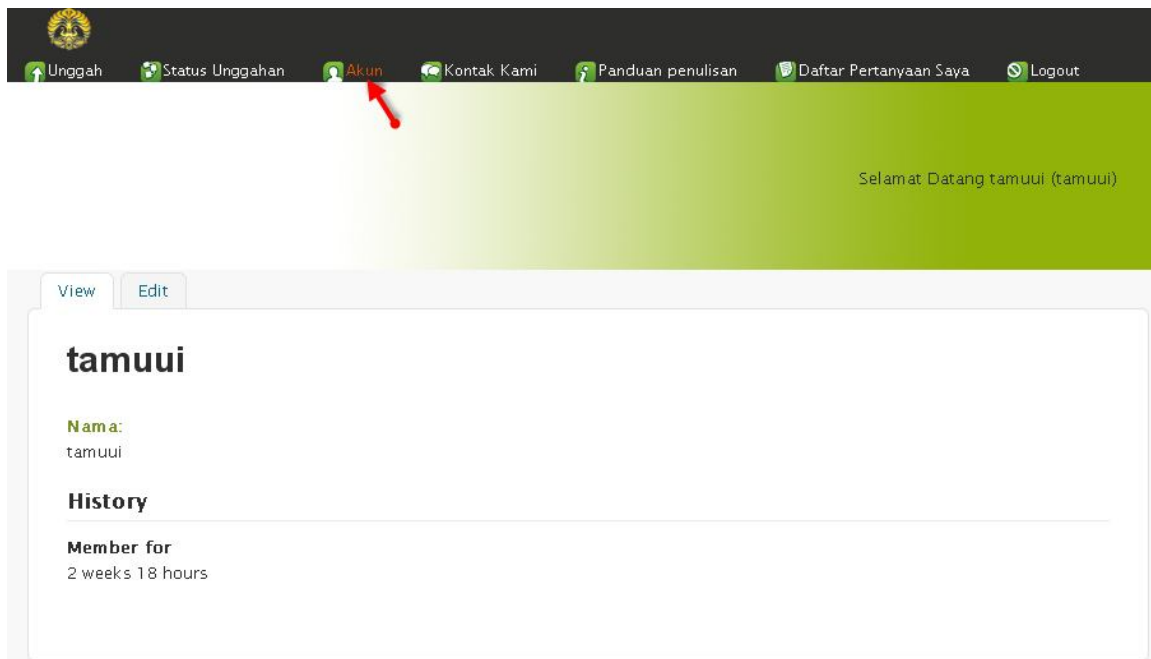 Unggah Status Unggahan Akun Kontak Kami Panduan penulisan Daftar Pertanyaan Saya Logout
Selamat Datang tamuui (tamuui)
View Edit
tamuui
Nama:
tamuui
History
Member for
2 weeks 18 hours